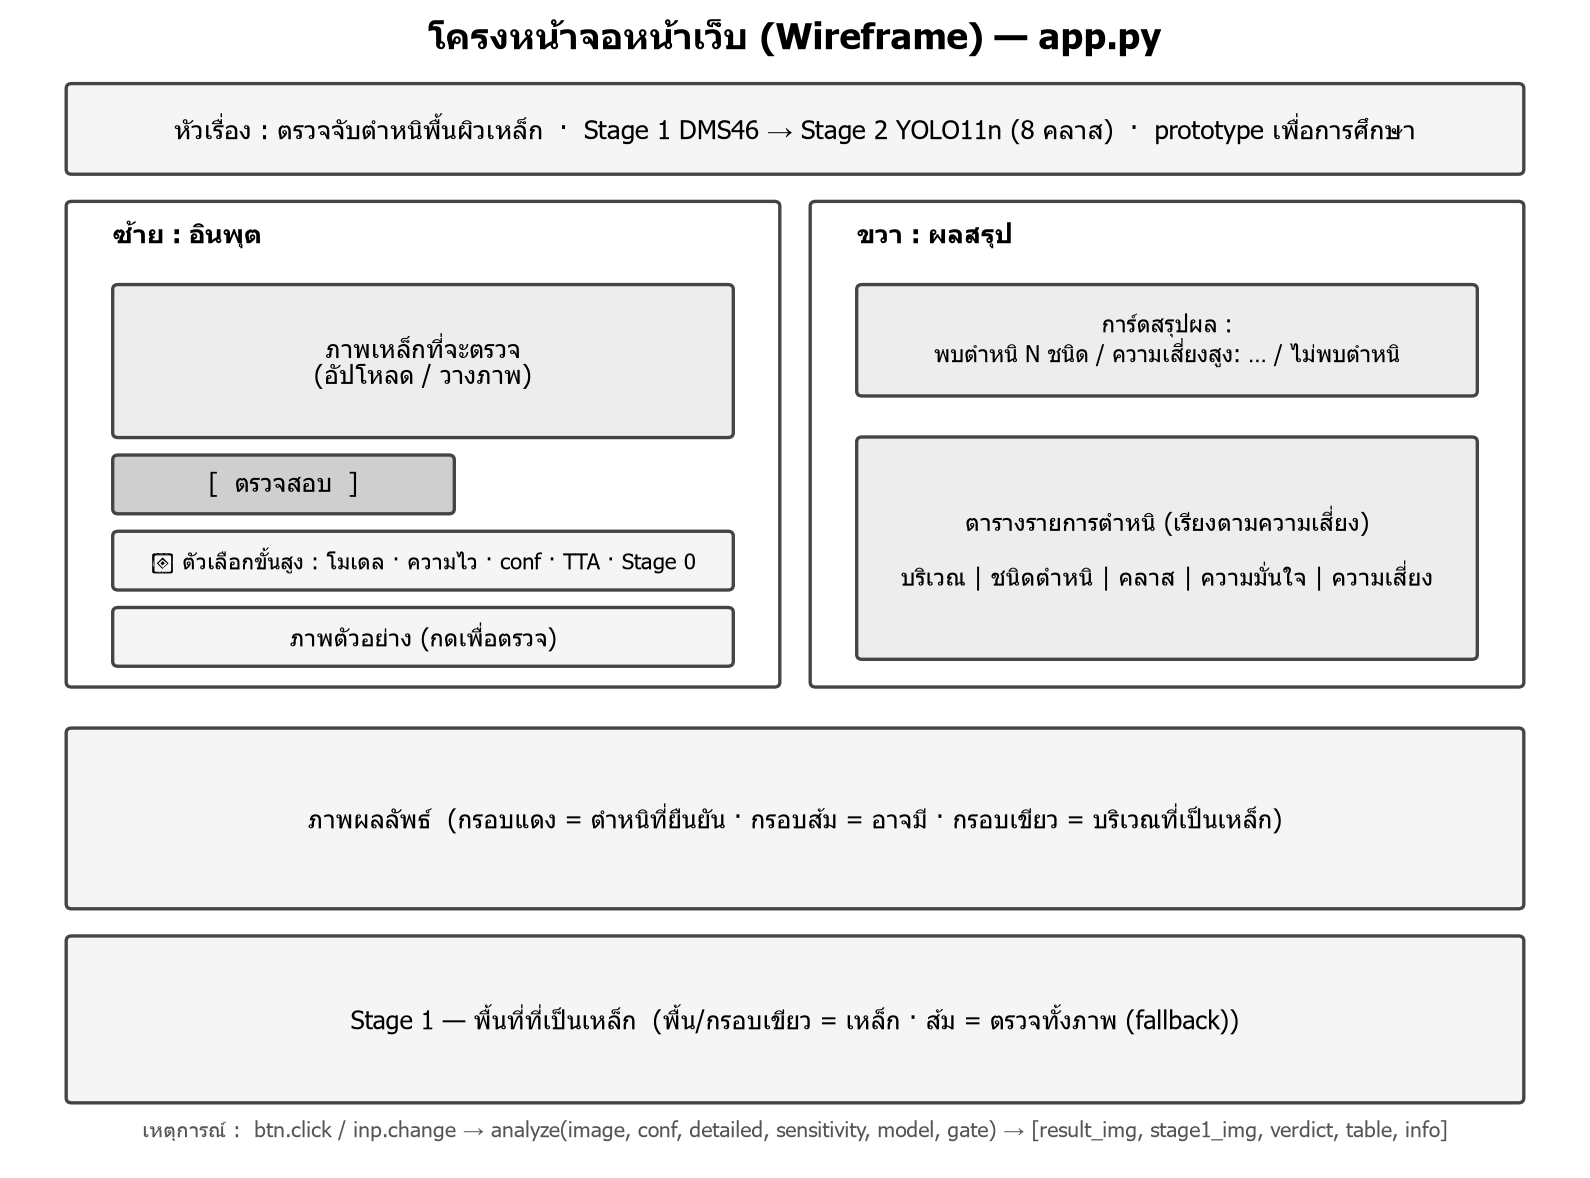 โครงหน้าจอหน้าเว็บ (Wireframe) — app.py
หัวเรื่อง : ตรวจจับตำหนิพื้นผิวเหล็ก · Stage 1 DMS46 → Stage 2 YOLO11n (8 คลาส) · prototype เพื่อการศึกษา
ซ้าย : อินพุต
ภาพเหล็กที่จะตรวจ
(อัปโหลด / วางภาพ)
[ ตรวจสอบ ]
ตัวเลือกขั้นสูง : โมเดล · ความไว · conf · TTA · Stage 0
ภาพตัวอย่าง (กดเพื่อตรวจ)
ขวา : ผลสรุป
การ์ดสรุปผล :
พบตำหนิ N ชนิด / ความเสี่ยงสูง: … / ไม่พบตำหนิ
ตารางรายการตำหนิ (เรียงตามความเสี่ยง)
บริเวณ | ชนิดตำหนิ | คลาส | ความมั่นใจ | ความเสี่ยง
ภาพผลลัพธ์ (กรอบแดง = ตำหนิที่ยืนยัน · กรอบส้ม = อาจมี · กรอบเขียว = บริเวณที่เป็นเหล็ก)
Stage 1 — พื้นที่ที่เป็นเหล็ก (พื้น/กรอบเขียว = เหล็ก · ส้ม = ตรวจทั้งภาพ (fallback))
เหตุการณ์ : btn.click / inp.change → analyze(image, conf, detailed, sensitivity, model, gate) → [result_img, stage1_img, verdict, table, info]